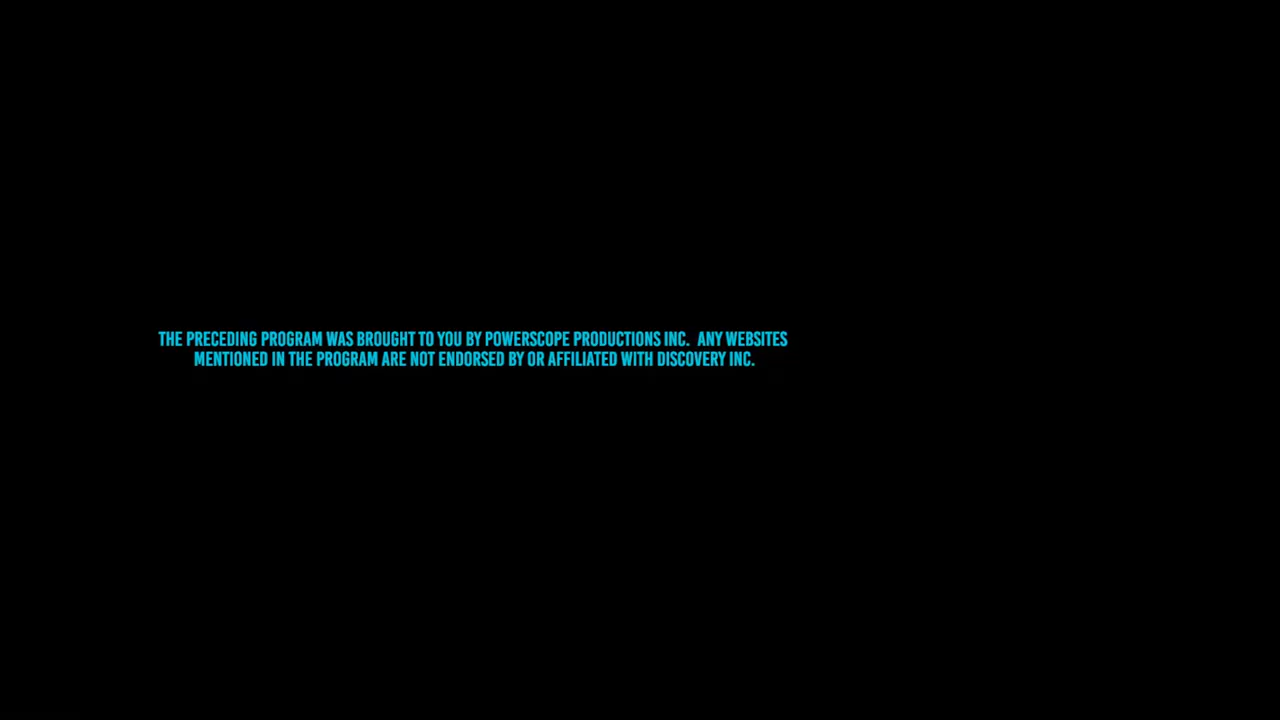 THE PRECEDING PROGRAM WAS BROUGHT TO YOU BY POWERSCOPE PRODUCTIONS INC.  ANY WEBSITES
MENTIONED IN THE PROGRAM ARE NOT ENDORSED BY OR AFFILIATED WITH DISCOVERY INC.